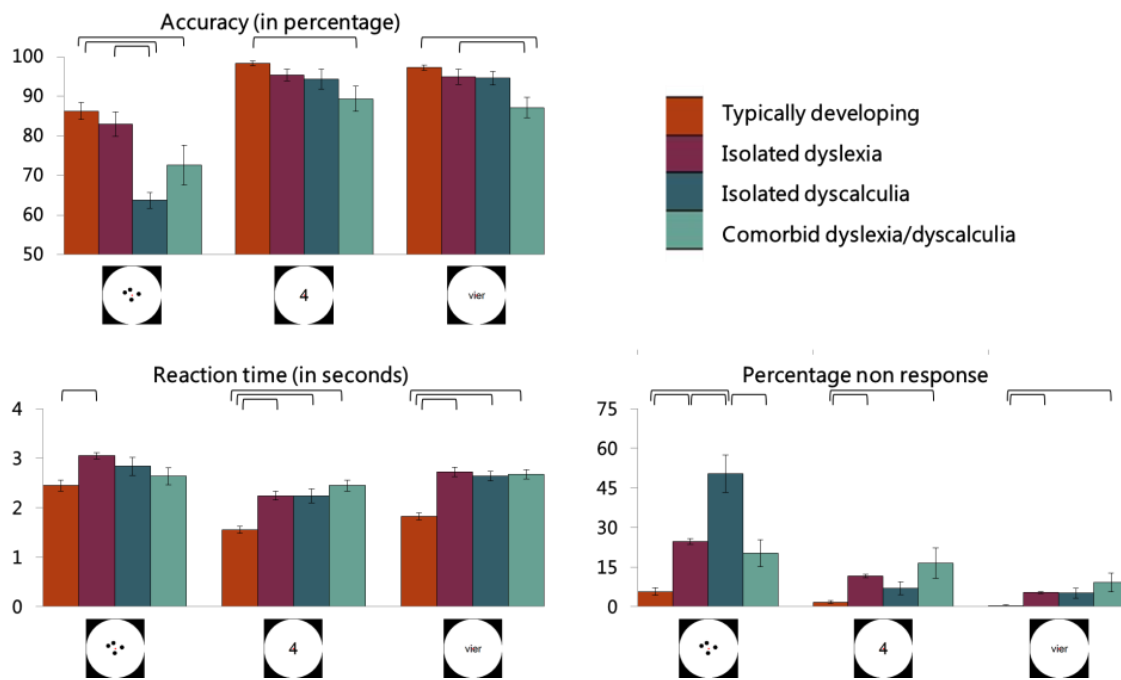 Accuracy (in percentage)
100
90
80
70
60
50
4
vier
Typically developing
Isolated dyslexia
Isolated dyscalculia
Comorbid dyslexia/dyscalculia
Reaction time (in seconds)
4
3
2
1
0
4
vier
Percentage non response
75
60
45
30
15
0
4
vier